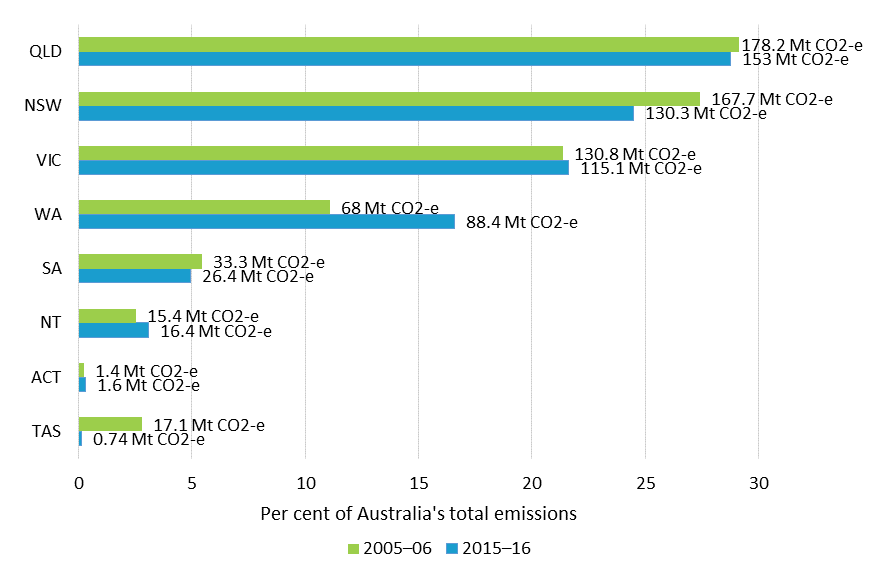 QLD
178.2 Mt CO2-e
153 Mt CO2-e
NSW
167.7 Mt CO2-e
130.3 Mt CO2-e
VIC
130.8 Mt CO2-e
115.1 Mt CO2-e
WA
68 Mt CO2-e
88.4 Mt CO2-e
SA
33.3 Mt CO2-e
26.4 Mt CO2-e
NT
15.4 Mt CO2-e
16.4 Mt CO2-e
ACT
1.4 Mt CO2-e
1.6 Mt CO2-e
TAS
17.1 Mt CO2-e
0.74 Mt CO2-e
0 5 10 15 20 25 30
Per cent of Australia's total emissions
2005–06 2015–16